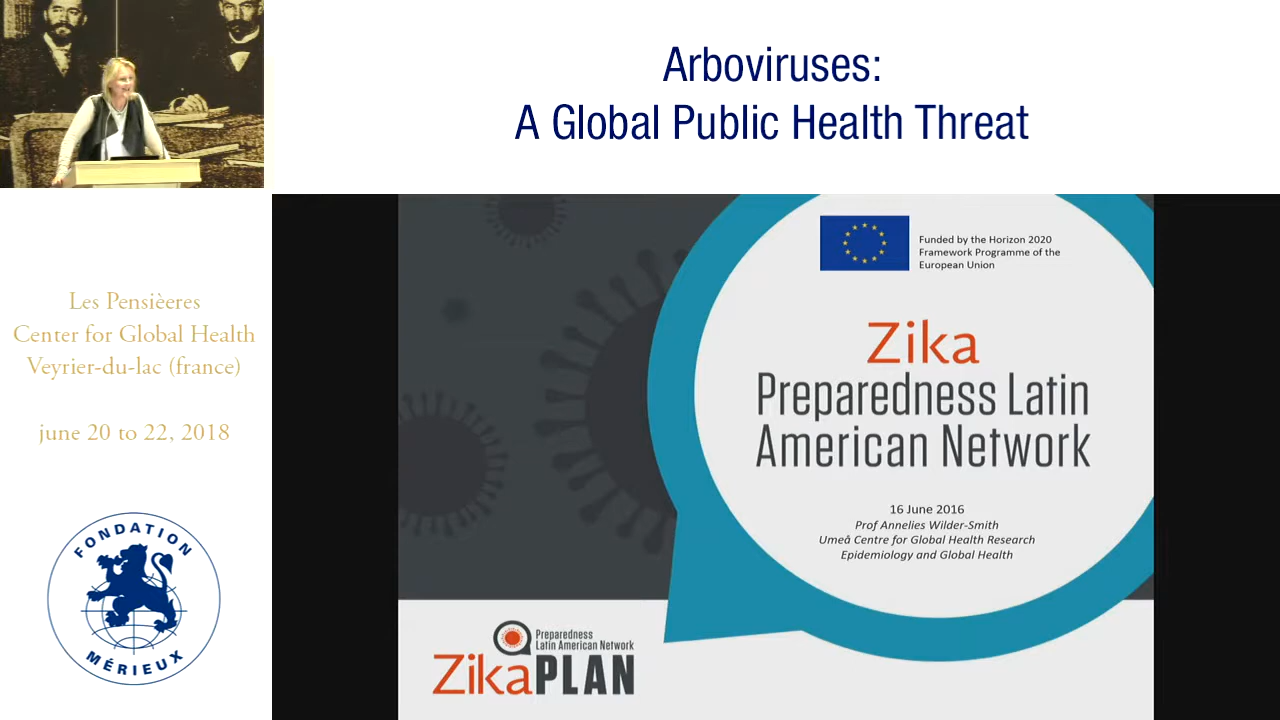 Arboviruses:
A Global Public Health Threat
Les Pensièeres
Center for Global Health
Veyrier-du-lac (france)
june 20 to 22, 2018
FONDATION
MÉRIEUX
Funded by the Horizon 2020
Framework Programme of the
European Union
Zika
Preparedness Latin
American Network
16 June 2016
Prof Annelies Wilder-Smith
Umeå Centre for Global Health Research
Epidemiology and Global Health
Preparedness
Latin American Network
ZikaPLAN